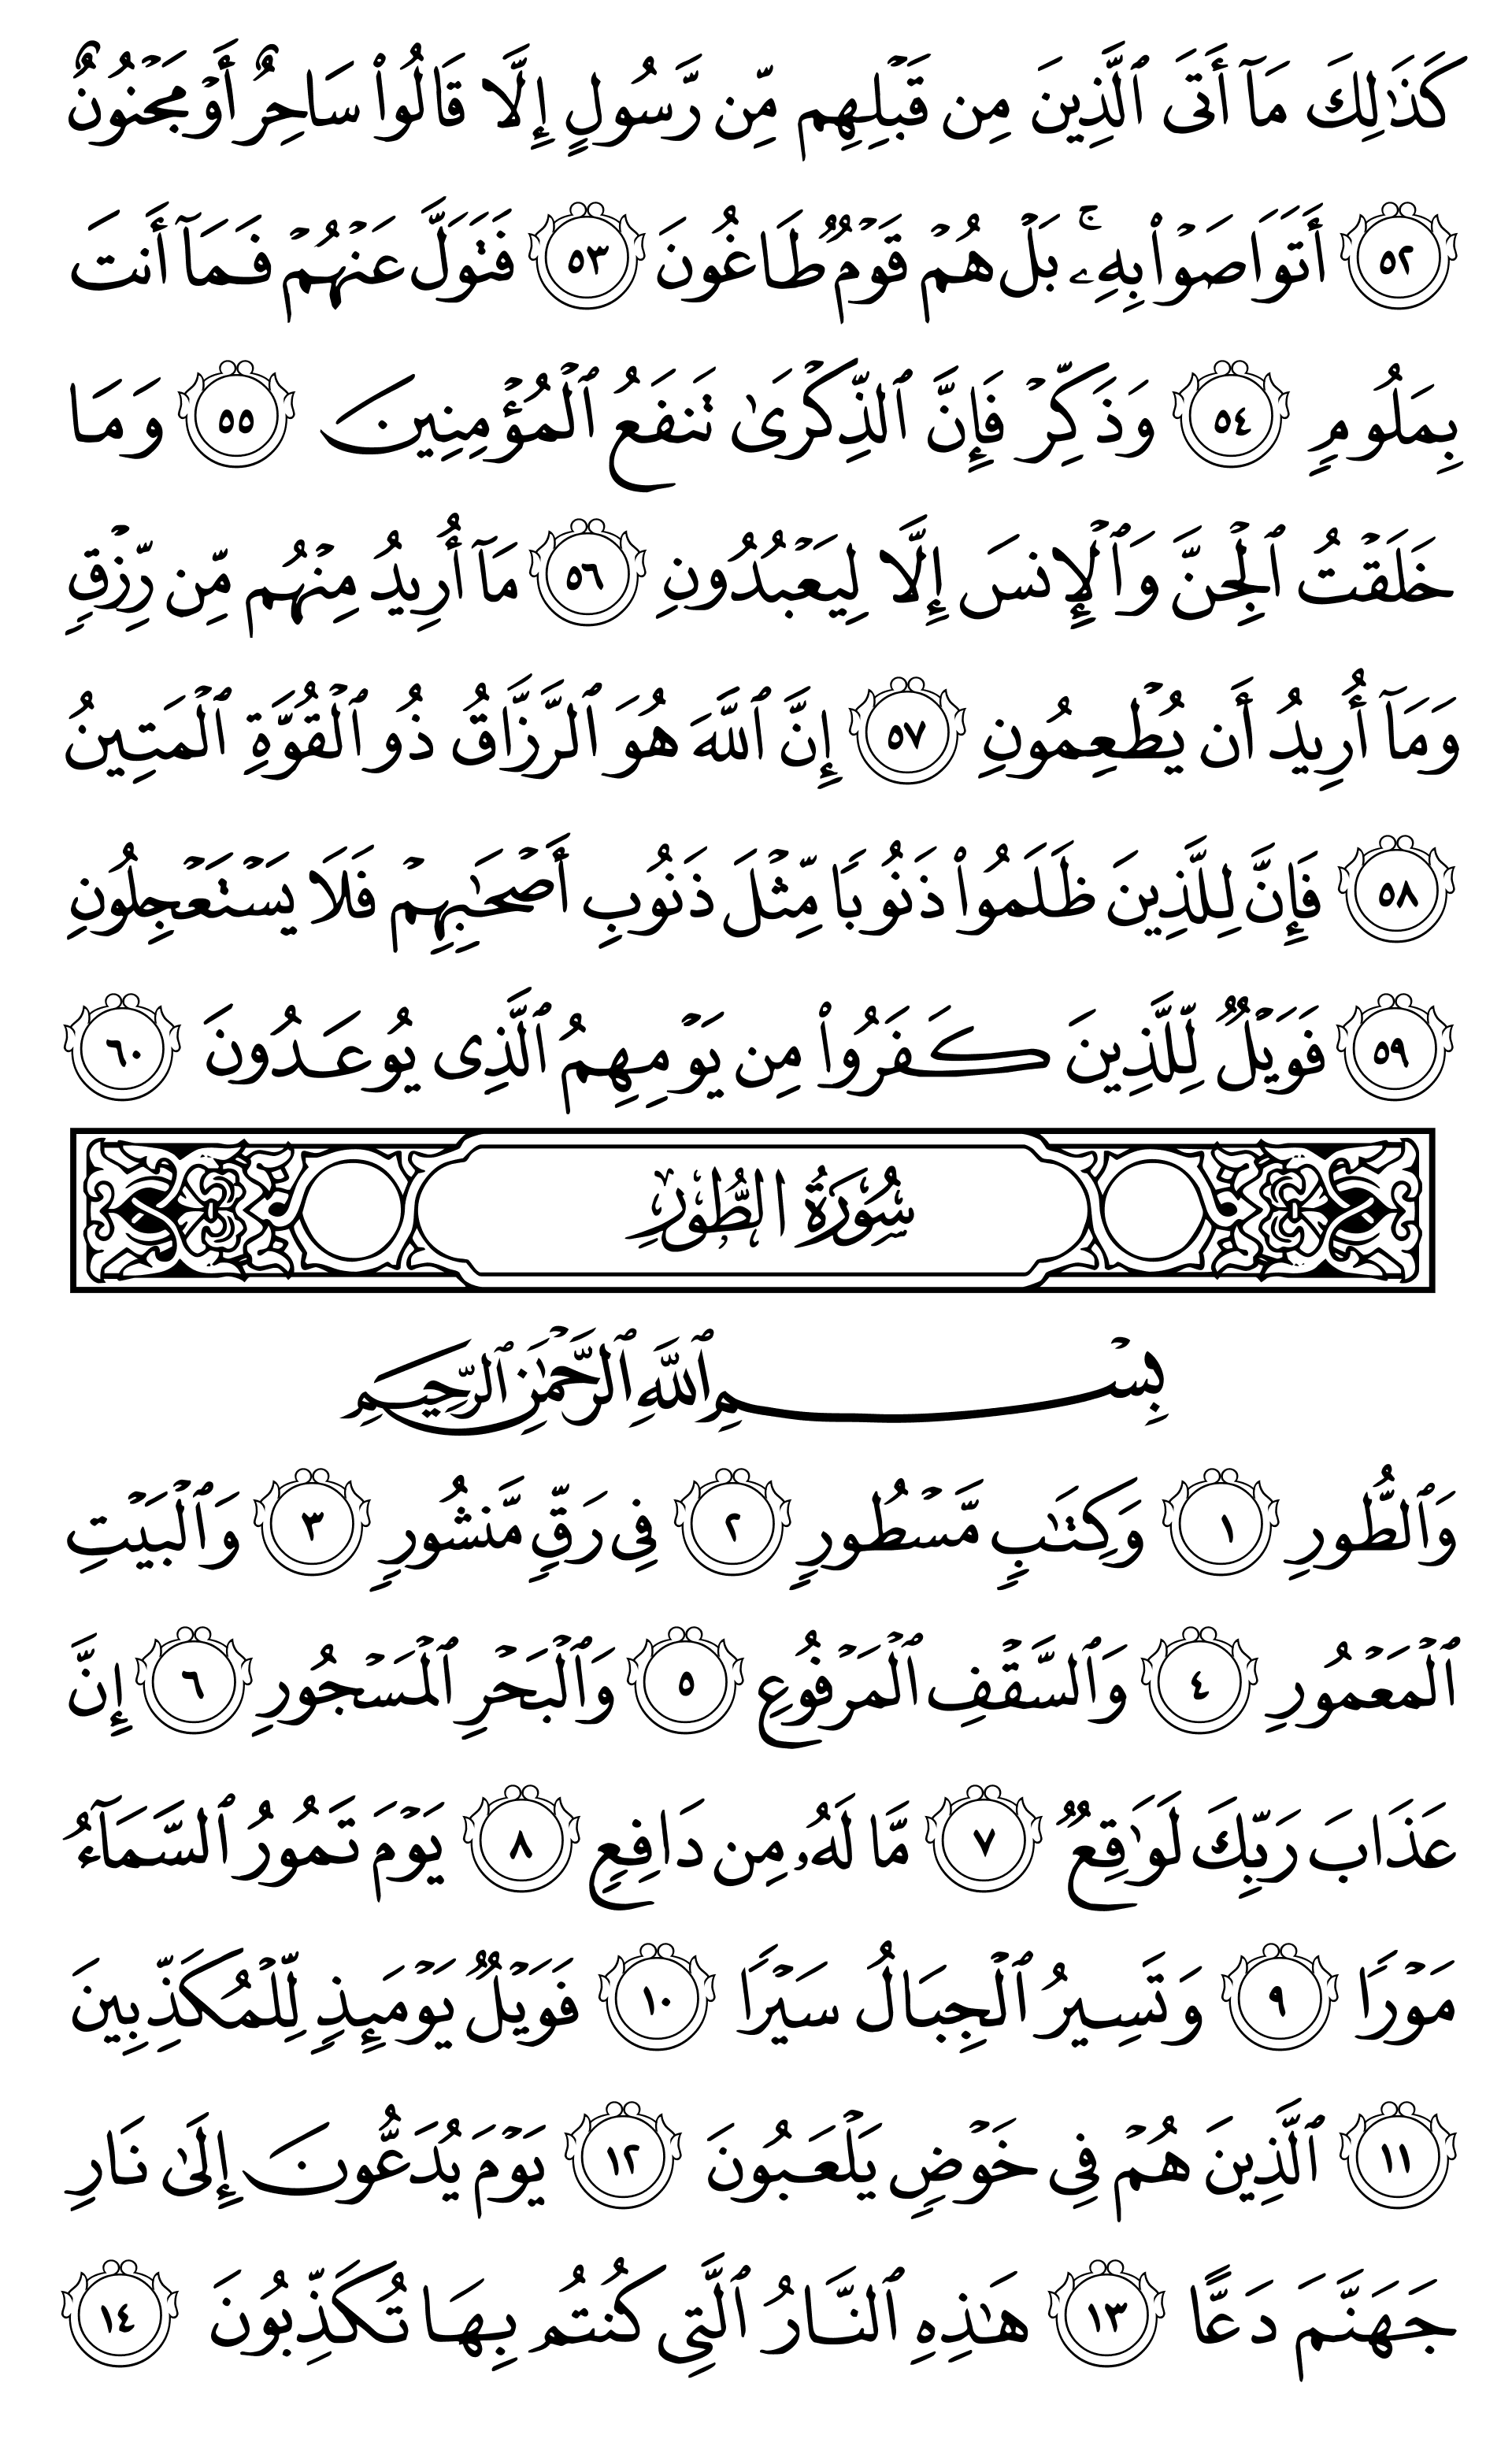 كَذَٰلِكَ مَآ أَتَى ٱلَّذِينَ مِن قَبۡلِهِم مِّن رَّسُولٍ إِلَّا قَالُواْ سَاحِرٌ أَوۡ مَجۡنُونٌ
٥٢ أَتَوَاصَوۡاْ بِهِۦۚ بَلۡ هُمۡ قَوۡمٞ طَاغُونَ ٥٣ فَتَوَلَّ عَنۡهُمۡ فَمَآ أَنتَ
بِمَلُومٖ ٥٤ وَذَكِّرۡ فَإِنَّ ٱلذِّكۡرَىٰ تَنفَعُ ٱلۡمُؤۡمِنِينَ ٥٥ وَمَا
خَلَقۡتُ ٱلۡجِنَّ وَٱلۡإِنسَ إِلَّا لِيَعۡبُدُونِ ٥٦ مَآ أُرِيدُ مِنۡهُم مِّن رِّزۡقٖ
وَمَآ أُرِيدُ أَن يُطۡعِمُونِ ٥٧ إِنَّ ٱللَّهَ هُوَ ٱلرَّزَّاقُ ذُو ٱلۡقُوَّةِ ٱلۡمَتِينُ
٥٨ فَإِنَّ لِلَّذِينَ ظَلَمُواْ ذَنُوبٗا مِّثۡلَ ذَنُوبِ أَصۡحَٰبِهِمۡ فَلَا يَسۡتَعۡجِلُونِ
٥٩ فَوَيۡلٞ لِّلَّذِينَ كَفَرُواْ مِن يَوۡمِهِمُ ٱلَّذِي يُوعَدُونَ ٦٠
سُورَةُ الطُّورِ
بِسۡمِ ٱللَّهِ ٱلرَّحۡمَٰنِ ٱلرَّحِيمِ
وَٱلطُّورِ ١ وَكِتَٰبٖ مَّسۡطُورٖ ٢ فِي رَقّٖ مَّنشُورٖ ٣ وَٱلۡبَيۡتِ
ٱلۡمَعۡمُورِ ٤ وَٱلسَّقۡفِ ٱلۡمَرۡفُوعِ ٥ وَٱلۡبَحۡرِ ٱلۡمَسۡجُورِ ٦ إِنَّ
عَذَابَ رَبِّكَ لَوَٰقِعٞ ٧ مَّا لَهُۥ مِن دَافِعٖ ٨ يَوۡمَ تَمُورُ ٱلسَّمَآءُ
مَوۡرٗا ٩ وَتَسِيرُ ٱلۡجِبَالُ سَيۡرٗا ١٠ فَوَيۡلٞ يَوۡمَئِذٖ لِّلۡمُكَذِّبِينَ
١١ ٱلَّذِينَ هُمۡ فِي خَوۡضٖ يَلۡعَبُونَ ١٢ يَوۡمَ يُدَعُّونَ إِلَىٰ نَارِ
جَهَنَّمَ دَعًّا ١٣ هَٰذِهِ ٱلنَّارُ ٱلَّتِي كُنتُم بِهَا تُكَذِّبُونَ ١٤